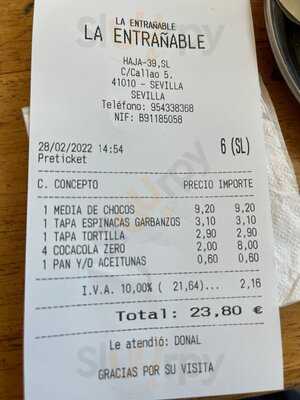 LA ENTRAÑABLE
LA ENTRAÑABLE
HAJA-39,SL
C/Callao 5.
41010 - SEVILLA
SEVILLA
Teléfono: 954338368
NIF: B91185058
28/02/2022 14:54 6 (SL)
Preticket
C. CONCEPTO PRECIO IMPORTE
1 MEDIA DE CHOCOS 9,20 9,20
1 TAPA ESPINACAS GARBANZOS 3,10 3,10
1 TAPA TORTILLA 2,90 2,90
4 COCACOLA ZERO 2,00 8,00
1 PAN Y/O ACEITUNAS 0,60 0,60
I.V.A. 10,00% ( 21,64)... 2,16
Total: 23,80 €
Le atendió: DONAL
GRACIAS POR SU VISITA